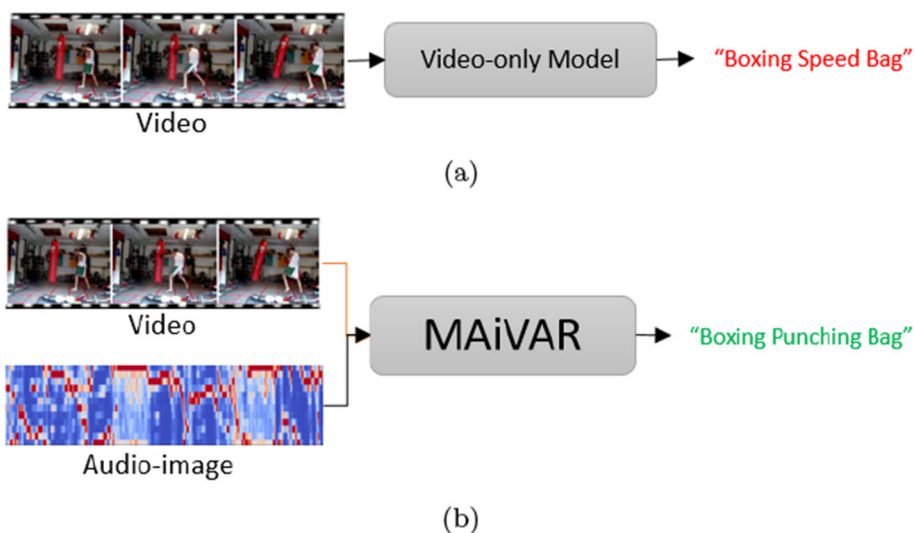 Video-only Model
"Boxing Speed Bag"
Video
(a)
Video
MAiVAR
"Boxing Punching Bag"
Audio-image
(b)